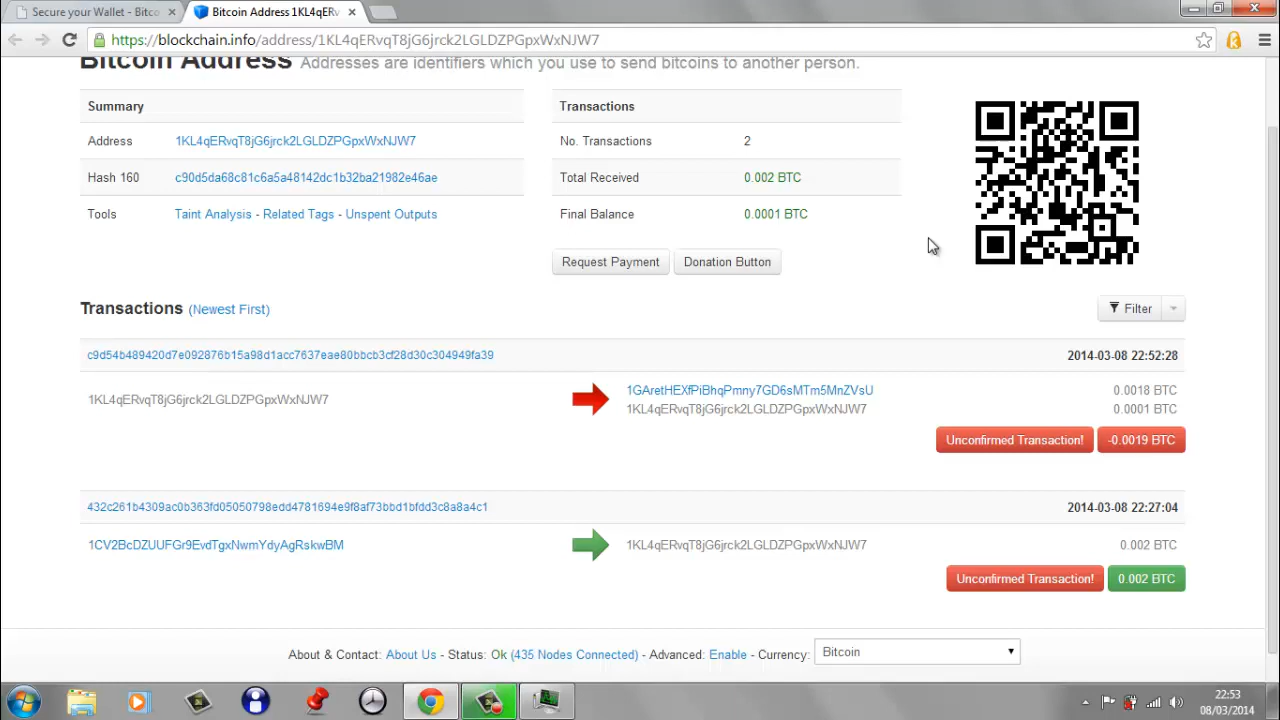 Secure your Wallet - Bitco
Bitcoin Address 1KL4qERv
https://blockchain.info/address/1KL4qERvqT8jG6jrck2LGLDZPGpxWxNJW7
Bitcoin Address Addresses are identifiers which you use to send bitcoins to another person.
Summary
Transactions
Address 1KL4qERvqT8jG6jrck2LGLDZPGpxWxNJW7
No. Transactions 2
Hash 160 c90d5da68c81c6a5a48142dc1b32ba21982e46ae
Total Received 0.002 BTC
Tools Taint Analysis - Related Tags - Unspent Outputs
Final Balance 0.0001 BTC
Request Payment Donation Button
Transactions (Newest First)
Filter
c9d54b489420d7e092876b15a98d1acc7637eae80bbcb3cf28d30c304949fa39 2014-03-08 22:52:28
1KL4qERvqT8jG6jrck2LGLDZPGpxWxNJW7
1GAretHEXfPiBhqPmny7GD6sMTm5MnZVsU 0.0018 BTC
1KL4qERvqT8jG6jrck2LGLDZPGpxWxNJW7 0.0001 BTC
Unconfirmed Transaction! -0.0019 BTC
432c261b4309ac0b363fd05050798edd4781694e9f8af73bbd1bfdd3c8a8a4c1 2014-03-08 22:27:04
1CV2BcDZUUFGr9EvdTgxNwmYdyAgRskwBM 1KL4qERvqT8jG6jrck2LGLDZPGpxWxNJW7 0.002 BTC
Unconfirmed Transaction! 0.002 BTC
About & Contact: About Us - Status: Ok (435 Nodes Connected) - Advanced: Enable - Currency: Bitcoin
22:53
08/03/2014